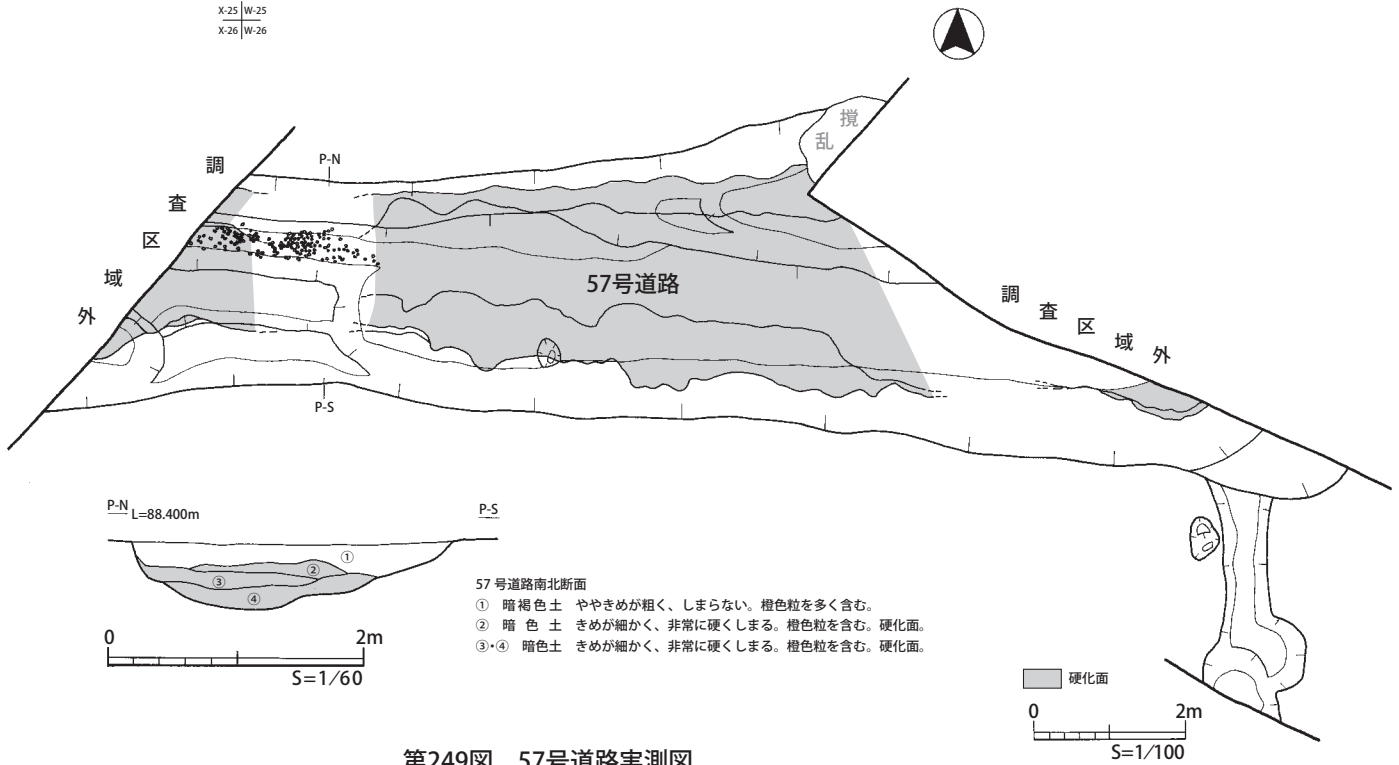 X-25 W-25
X-26 W-26
調査区域外
P-N
撹乱
57号道路
調査区域外
P-S
P-N L=88.400m
P-S
①
②
③
④
0 2m
S=1/60
57 号道路南北断面
① 暗褐色土 ややきめが粗く、しまらない。橙色粒を多く含む。
② 暗 色 土 きめが細かく、非常に硬くしまる。橙色粒を含む。硬化面。
③・④ 暗色土 きめが細かく、非常に硬くしまる。橙色粒を含む。硬化面。
硬化面
0 2m
S=1/100
第249図 57号道路実測図